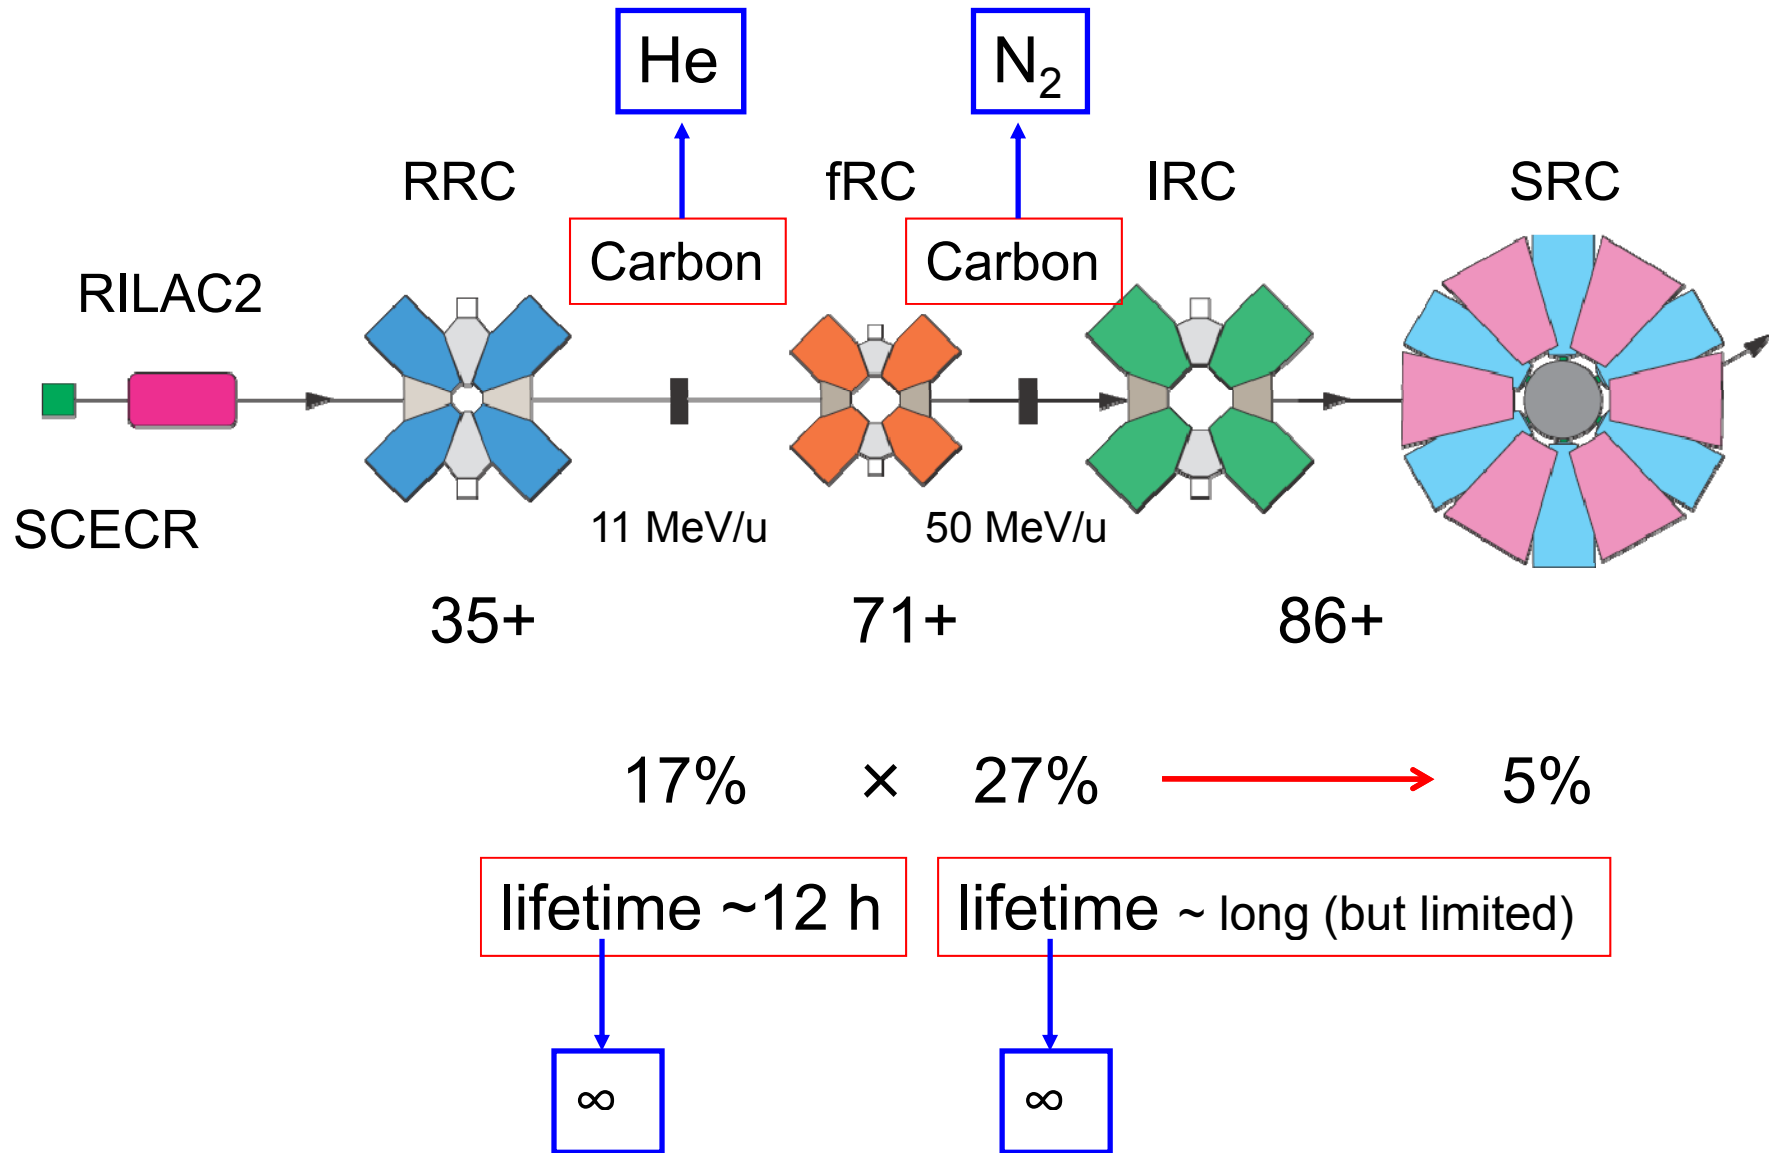 He
N₂
RRC
fRC
IRC
SRC
Carbon
Carbon
RILAC2
SCECR
11 MeV/u
50 MeV/u
35+
71+
86+
17% × 27% 5%
lifetime ~12 h
lifetime ~ long (but limited)
∞
∞